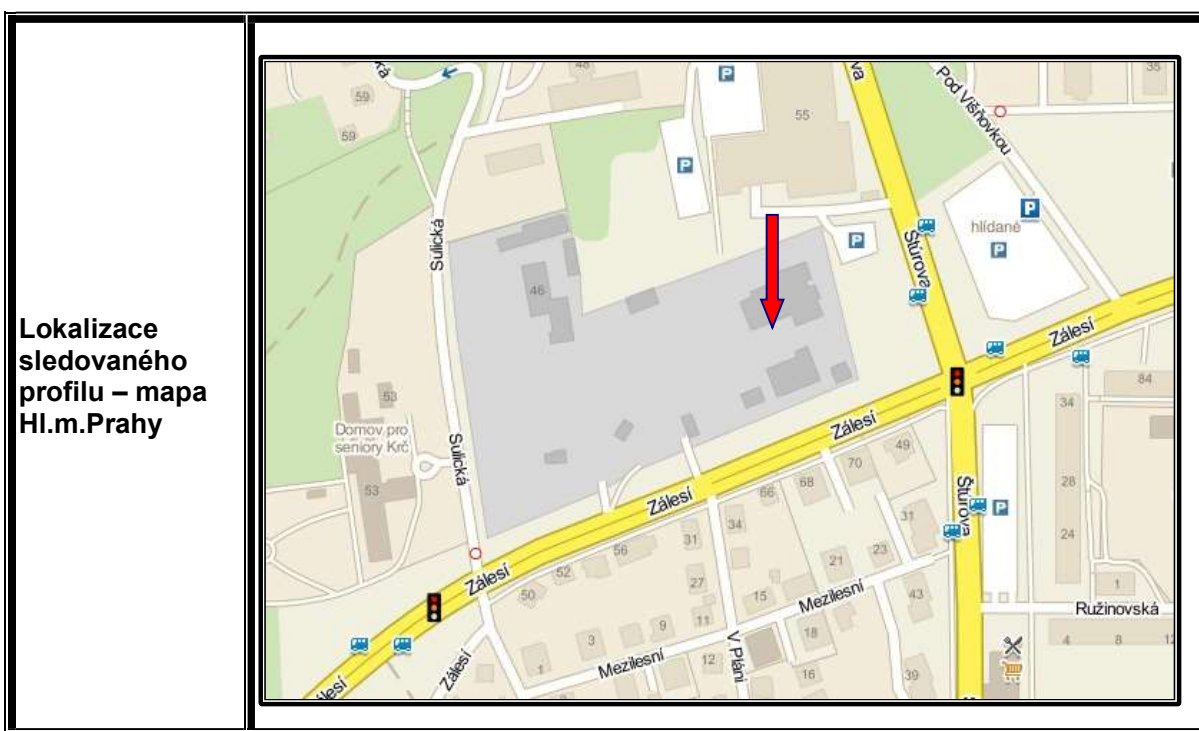 Lokalizace
sledovaného
profilu – mapa
Hl.m.Prahy
48
59
59
55
35
Pod Višňovkou
Sulická
Štúrova
hlídané
46
Zálesí
84
34
53
Domov pro
seniory Krč
53
Sulická
Zálesí
49
70
68
66
Zálesí
Štúrova
28
24
34
31
56
52
50
Zálesí
31
21
23
27
15
Mezilesní
43
1
Ružinovská
11
9
3
18
4
8
12
V Pláni
Mezilesní
12
1
16
39
Zálesí